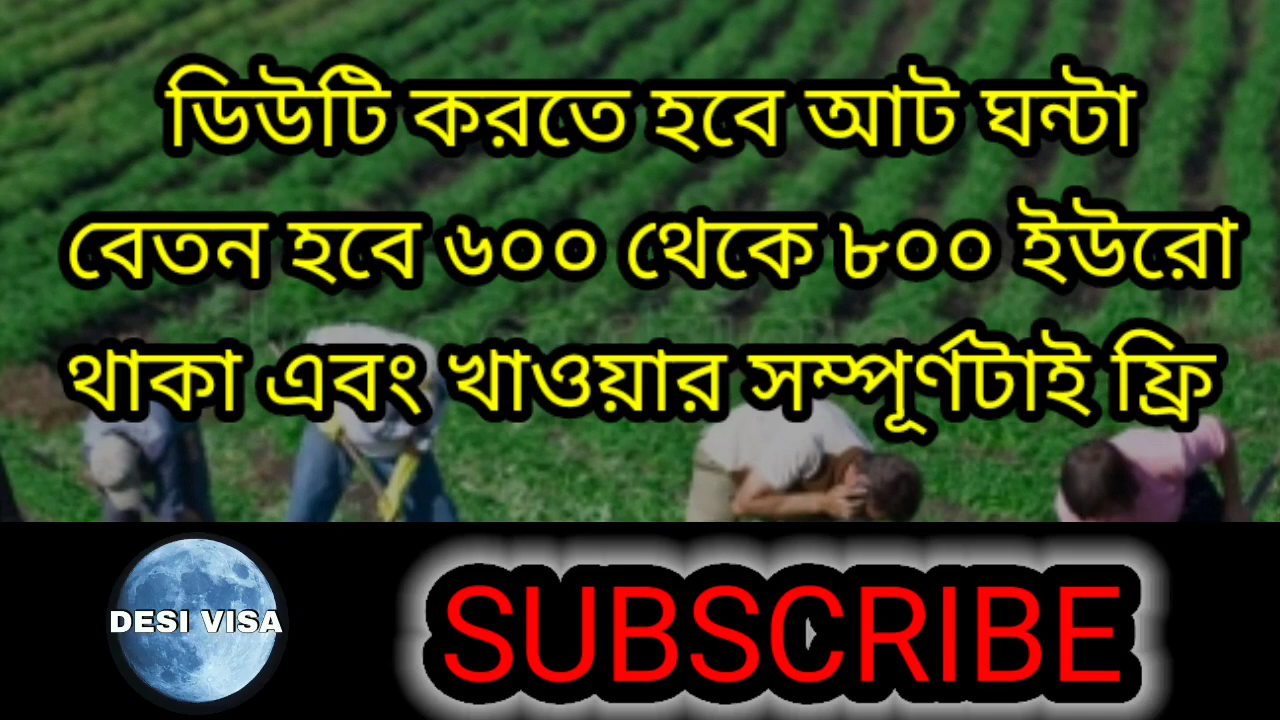 ডিউটি করতে হবে আট ঘন্টা
বেতন হবে ৬০০ থেকে ৮০০ ইউরো
থাকা এবং খাওয়ার সম্পূর্ণটাই ফ্রি
DESI VISA
SUBSCRIBE